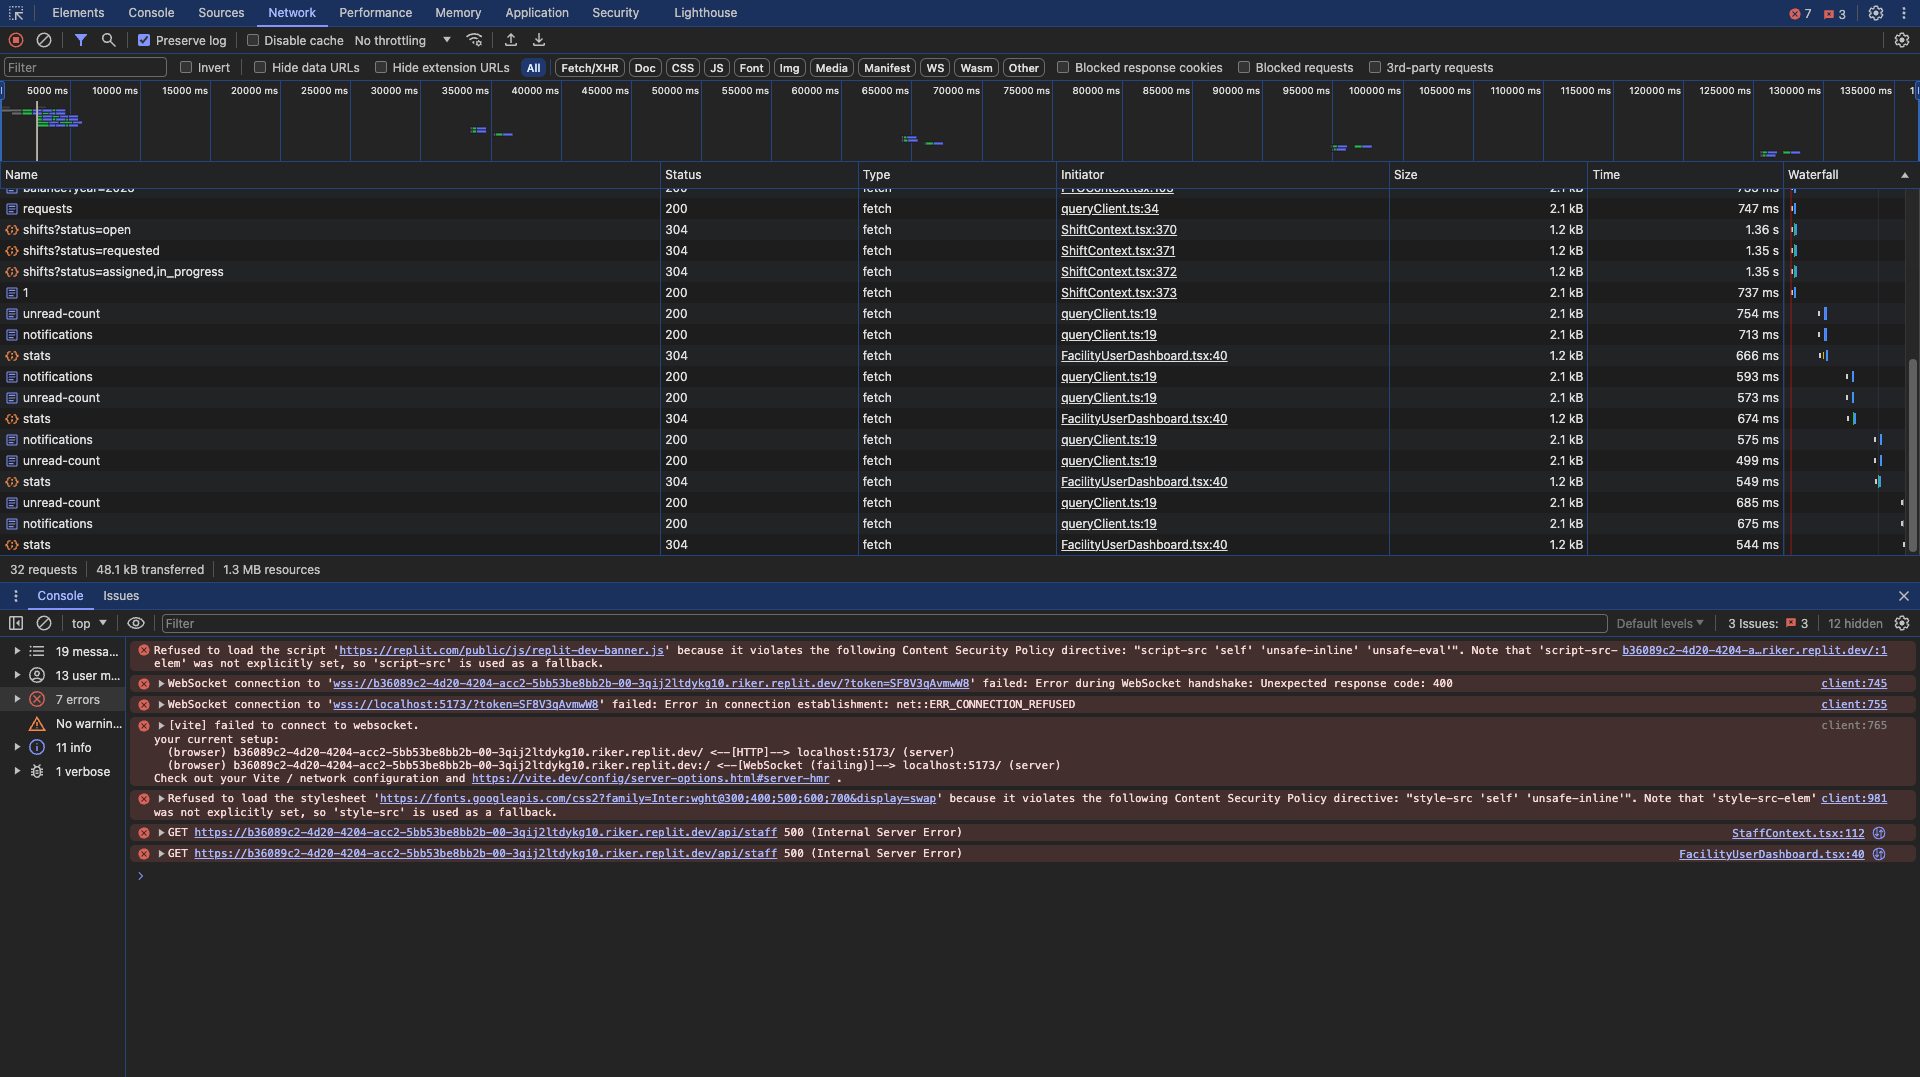 Elements Console Sources Network Performance Memory Application Security Lighthouse 7 3
Preserve log Disable cache No throttling
Filter Invert Hide data URLs Hide extension URLs All Fetch/XHR Doc CSS JS Font Img Media Manifest WS Wasm Other Blocked response cookies Blocked requests 3rd-party requests
5000 ms 10000 ms 15000 ms 20000 ms 25000 ms 30000 ms 35000 ms 40000 ms 45000 ms 50000 ms 55000 ms 60000 ms 65000 ms 70000 ms 75000 ms 80000 ms 85000 ms 90000 ms 95000 ms 100000 ms 105000 ms 110000 ms 115000 ms 120000 ms 125000 ms 130000 ms 135000 ms
Name Status Type Initiator Size Time Waterfall
requests 200 fetch queryClient.ts:34 2.1 kB 747 ms
shifts?status=open 304 fetch ShiftContext.tsx:370 1.2 kB 1.36 s
shifts?status=requested 304 fetch ShiftContext.tsx:371 1.2 kB 1.35 s
shifts?status=assigned,in_progress 304 fetch ShiftContext.tsx:372 1.2 kB 1.35 s
1 200 fetch ShiftContext.tsx:373 2.1 kB 737 ms
unread-count 200 fetch queryClient.ts:19 2.1 kB 754 ms
notifications 200 fetch queryClient.ts:19 2.1 kB 713 ms
stats 304 fetch FacilityUserDashboard.tsx:40 1.2 kB 666 ms
notifications 200 fetch queryClient.ts:19 2.1 kB 593 ms
unread-count 200 fetch queryClient.ts:19 2.1 kB 573 ms
stats 304 fetch FacilityUserDashboard.tsx:40 1.2 kB 674 ms
notifications 200 fetch queryClient.ts:19 2.1 kB 575 ms
unread-count 200 fetch queryClient.ts:19 2.1 kB 499 ms
stats 304 fetch FacilityUserDashboard.tsx:40 1.2 kB 549 ms
unread-count 200 fetch queryClient.ts:19 2.1 kB 685 ms
notifications 200 fetch queryClient.ts:19 2.1 kB 675 ms
stats 304 fetch FacilityUserDashboard.tsx:40 1.2 kB 544 ms
32 requests 48.1 kB transferred 1.3 MB resources
Console Issues
top Filter Default levels 3 Issues: 3 12 hidden
19 messa...
13 user m...
7 errors
No warnin...
11 info
1 verbose
Refused to load the script 'https://replit.com/public/js/replit-dev-banner.js' because it violates the following Content Security Policy directive: "script-src 'self' 'unsafe-inline' 'unsafe-eval'". Note that 'script-src- b36089c2-4d20-4204-a…riker.replit.dev/:1
elem' was not explicitly set, so 'script-src' is used as a fallback.
WebSocket connection to 'wss://b36089c2-4d20-4204-acc2-5bb53be8bb2b-00-3qij2ltdykg10.riker.replit.dev/?token=SF8V3qAvmwW8' failed: Error during WebSocket handshake: Unexpected response code: 400 client:745
WebSocket connection to 'wss://localhost:5173/?token=SF8V3qAvmwW8' failed: Error in connection establishment: net::ERR_CONNECTION_REFUSED client:755
[vite] failed to connect to websocket. client:765
your current setup:
(browser) b36089c2-4d20-4204-acc2-5bb53be8bb2b-00-3qij2ltdykg10.riker.replit.dev/ <--[HTTP]--> localhost:5173/ (server)
(browser) b36089c2-4d20-4204-acc2-5bb53be8bb2b-00-3qij2ltdykg10.riker.replit.dev:/ <--[WebSocket (failing)]--> localhost:5173/ (server)
Check out your Vite / network configuration and https://vite.dev/config/server-options.html#server-hmr .
Refused to load the stylesheet 'https://fonts.googleapis.com/css2?family=Inter:wght@300;400;500;600;700&display=swap' because it violates the following Content Security Policy directive: "style-src 'self' 'unsafe-inline'". Note that 'style-src-elem' client:981
was not explicitly set, so 'style-src' is used as a fallback.
GET https://b36089c2-4d20-4204-acc2-5bb53be8bb2b-00-3qij2ltdykg10.riker.replit.dev/api/staff 500 (Internal Server Error) StaffContext.tsx:112
GET https://b36089c2-4d20-4204-acc2-5bb53be8bb2b-00-3qij2ltdykg10.riker.replit.dev/api/staff 500 (Internal Server Error) FacilityUserDashboard.tsx:40